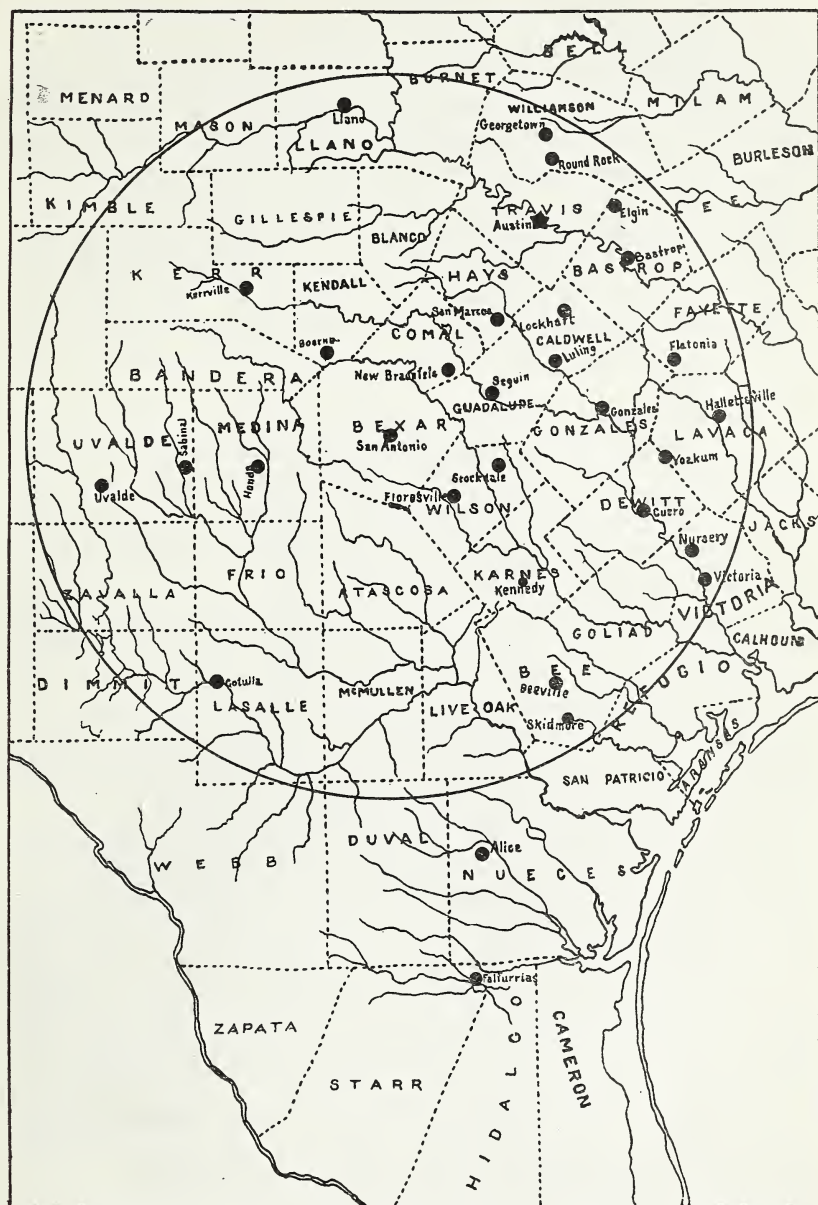 BELL
BURNET
MENARD
WILLIAMSON
MILAM
Llano
Georgetown
MASON
LLANO
Round Rock
BURLESON
KIMBLE
TRAVIS
Elgin
LEE
GILLESPIE
Austin
BLANCO
Bastrop
KERR
HAYS
BASTROP
Kerrville
KENDALL
San Marcos
Lockhart
FAYETTE
COMAL
CALDWELL
Boerne
Luling
Flatonia
BANDERA
New Braunfels
Seguin
GUADALUPE
Gonzales
Hallettsville
UVALDE
Sabinal
MEDINA
BEXAR
GONZALES
LAVACA
San Antonio
Hondo
Stockdale
Yoakum
Uvalde
Floresville
WILSON
DEWITT
Cuero
JACKS
Nursery
FRIO
KARNES
Kennedy
Victoria
ZAVALLA
ATASCOSA
VICTORIA
GOLIAD
CALHOUN
DIMMIT
Cotulla
BEE
Beeville
REFUGIO
LASALLE
McMULLEN
LIVE OAK
Skidmore
ARANSAS
SAN PATRICIO
WEBB
DUVAL
Alice
NUECES
Falfurrias
ZAPATA
CAMERON
STARR
HIDALGO